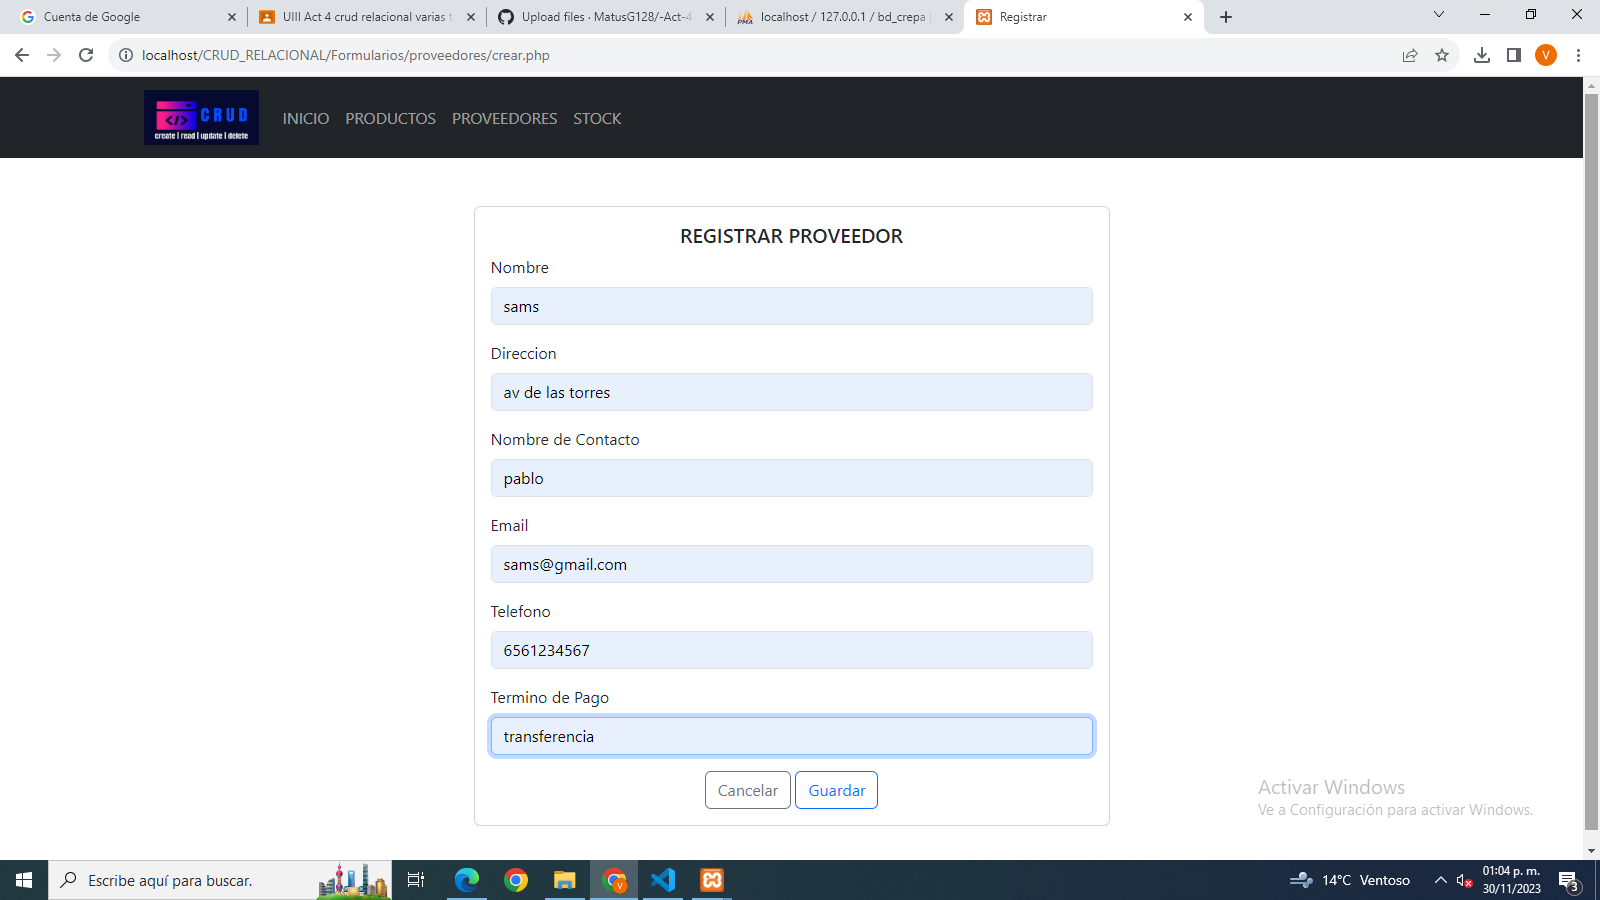 Cuenta de Google
UIII Act 4 crud relacional varias t
Upload files · MatusG128/-Act-4
localhost / 127.0.0.1 / bd_crepa
Registrar
localhost/CRUD_RELACIONAL/Formularios/proveedores/crear.php
V
CRUD
create | read | update | delete
INICIO PRODUCTOS PROVEEDORES STOCK
REGISTRAR PROVEEDOR
Nombre
sams
Direccion
av de las torres
Nombre de Contacto
pablo
Email
sams@gmail.com
Telefono
6561234567
Termino de Pago
transferencia
Cancelar Guardar
Activar Windows
Ve a Configuración para activar Windows.
Escribe aquí para buscar.
14°C Ventoso
01:04 p. m.
30/11/2023
3